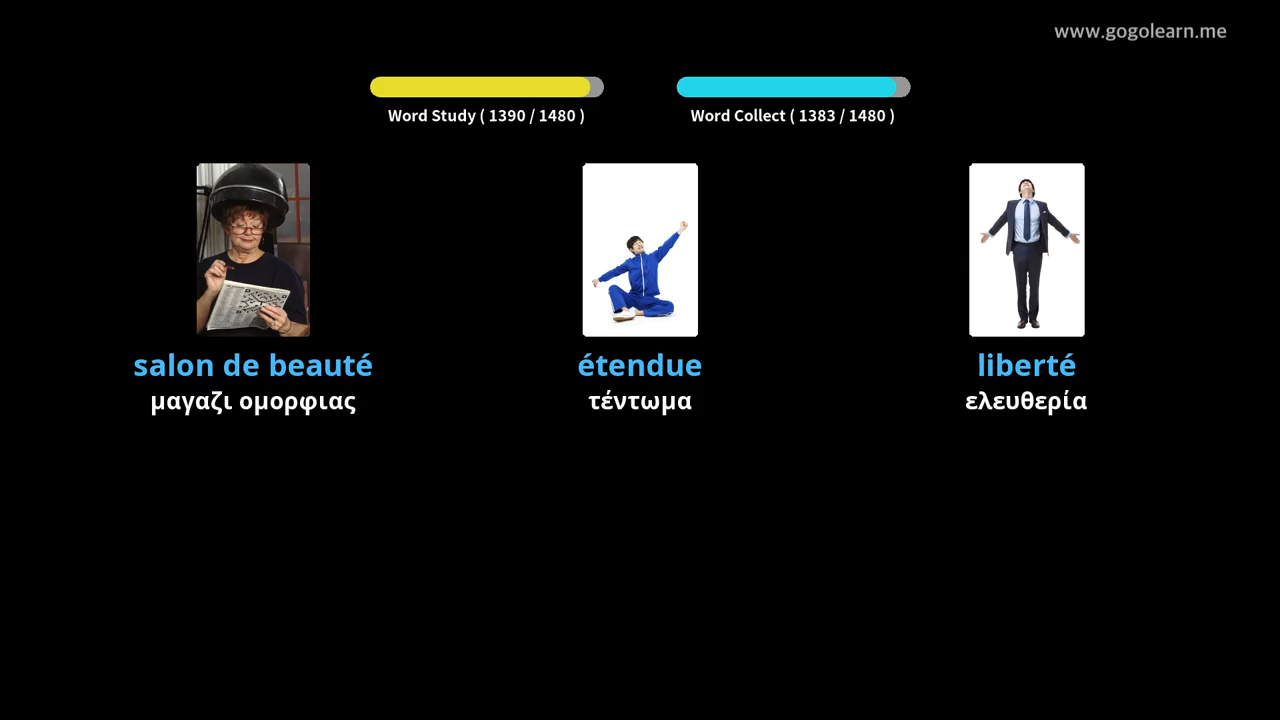 www.gogolearn.me
Word Study ( 1390 / 1480 )
Word Collect ( 1383 / 1480 )
salon de beauté
μαγαζι ομορφιας
étendue
τέντωμα
liberté
ελευθερία